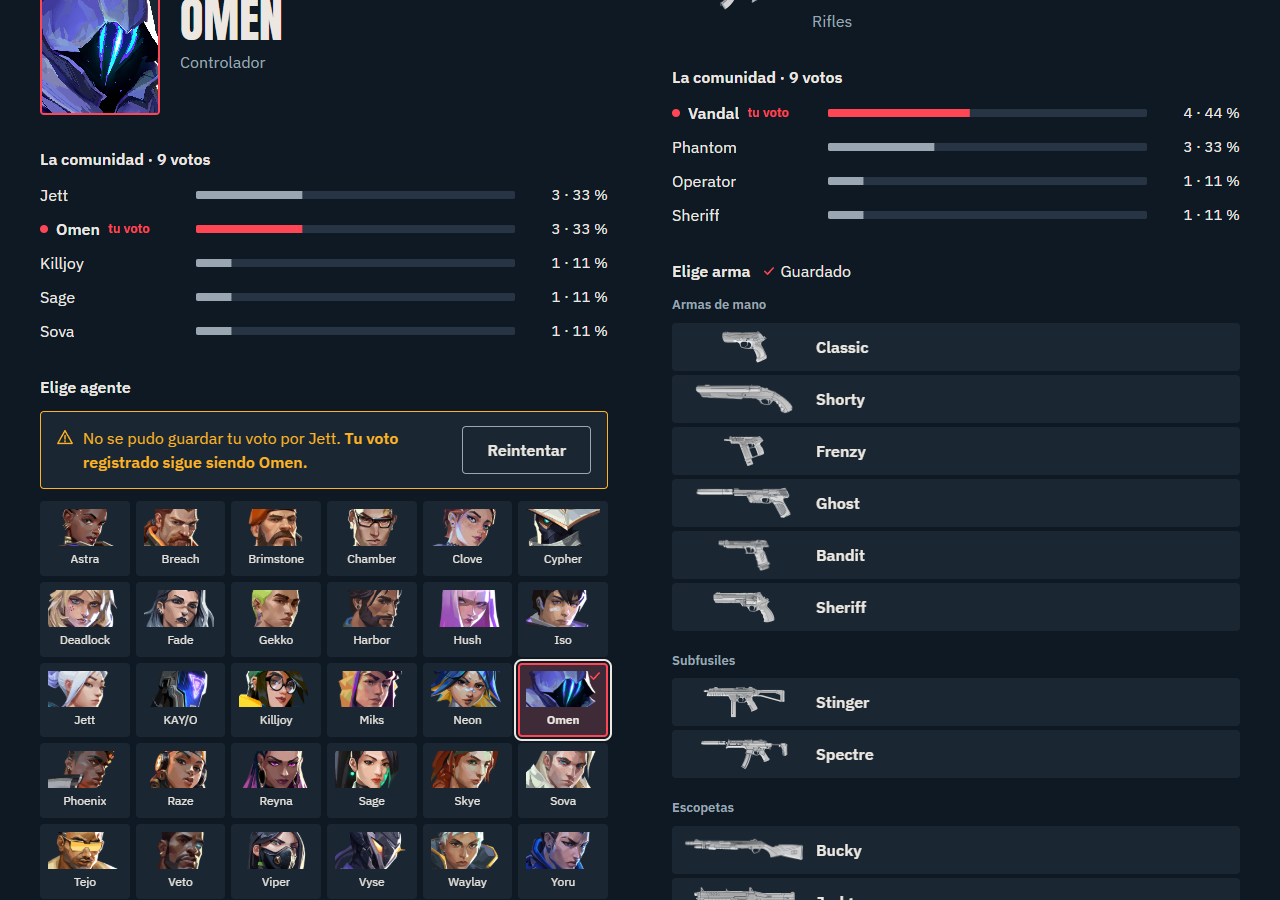 OMEN
Controlador
La comunidad · 9 votos
Jett 3 · 33 %
Omen tu voto 3 · 33 %
Killjoy 1 · 11 %
Sage 1 · 11 %
Sova 1 · 11 %
Elige agente
No se pudo guardar tu voto por Jett. Tu voto
registrado sigue siendo Omen.
Reintentar
Astra Breach Brimstone Chamber Clove Cypher
Deadlock Fade Gekko Harbor Hush Iso
Jett KAY/O Killjoy Miks Neon Omen
Phoenix Raze Reyna Sage Skye Sova
Tejo Veto Viper Vyse Waylay Yoru
Rifles
La comunidad · 9 votos
Vandal tu voto 4 · 44 %
Phantom 3 · 33 %
Operator 1 · 11 %
Sheriff 1 · 11 %
Elige arma Guardado
Armas de mano
Classic
Shorty
Frenzy
Ghost
Bandit
Sheriff
Subfusiles
Stinger
Spectre
Escopetas
Bucky